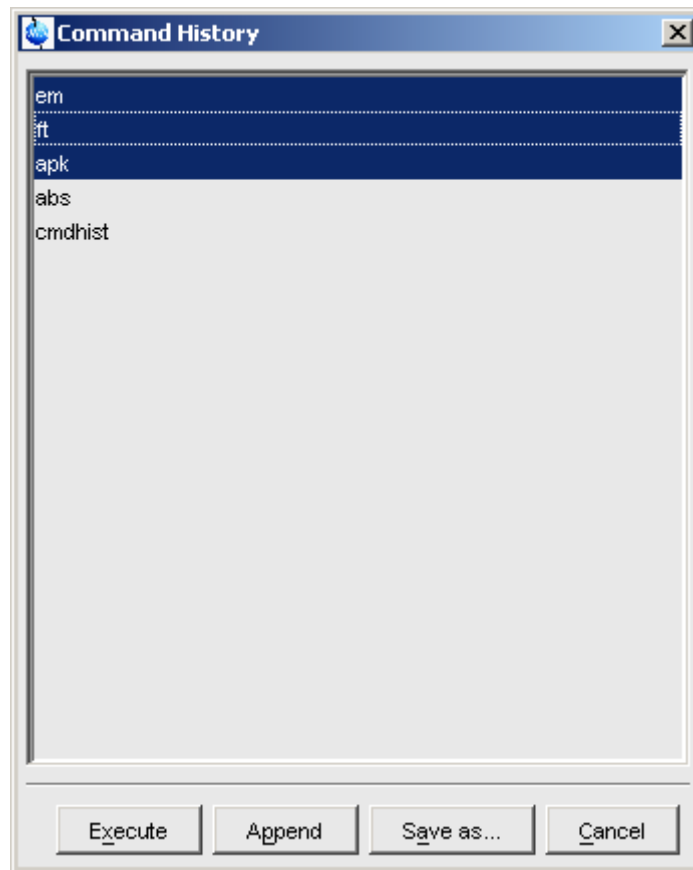 Command History
em
ft
apk
abs
cmdhist
Execute Append Save as... Cancel